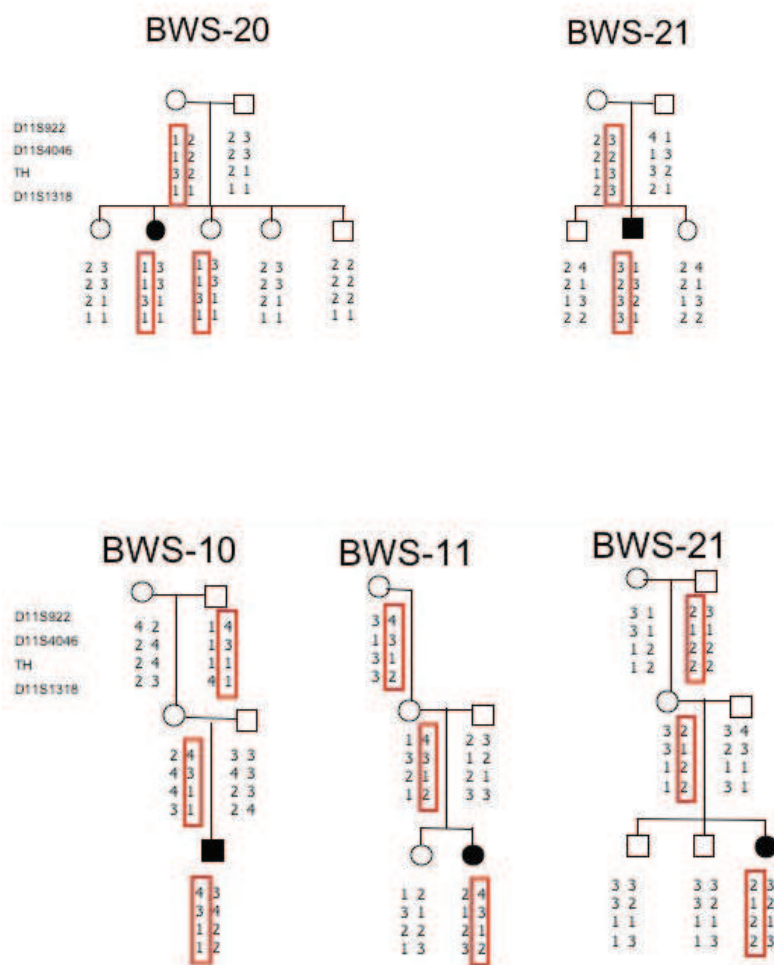 BWS-20 BWS-21
D11S922 1 2 2 3 2 3 4 1
D11S4046 1 2 2 3 2 2 1 3
TH 3 2 2 1 1 3 3 2
D11S1318 1 1 1 1 2 3 2 1
2 3 1 3 1 3 2 3 2 2 2 4 3 1 2 4
2 3 1 3 1 3 2 3 2 2 2 1 2 3 2 1
2 1 3 1 3 1 2 1 2 2 1 3 3 2 1 3
1 1 1 1 1 1 1 1 1 1 2 2 3 1 2 2
BWS-10 BWS-11 BWS-21
D11S922 4 2 1 4 3 4 3 1 2 3
D11S4046 2 4 1 3 1 3 3 1 1 1
TH 2 4 1 1 3 1 1 2 2 2
D11S1318 2 3 4 1 3 2 1 2 2 2
2 4 3 3 1 4 2 3 3 2 3 4
4 3 4 3 3 3 1 2 3 1 2 3
4 1 2 3 2 1 2 1 1 2 1 1
3 1 2 4 1 2 3 3 1 2 3 1
4 3 1 2 2 4 3 3 3 3 2 3
3 4 3 1 1 3 3 2 3 2 1 2
1 2 2 2 2 1 1 1 1 1 2 1
1 2 1 3 3 2 1 3 1 3 2 3